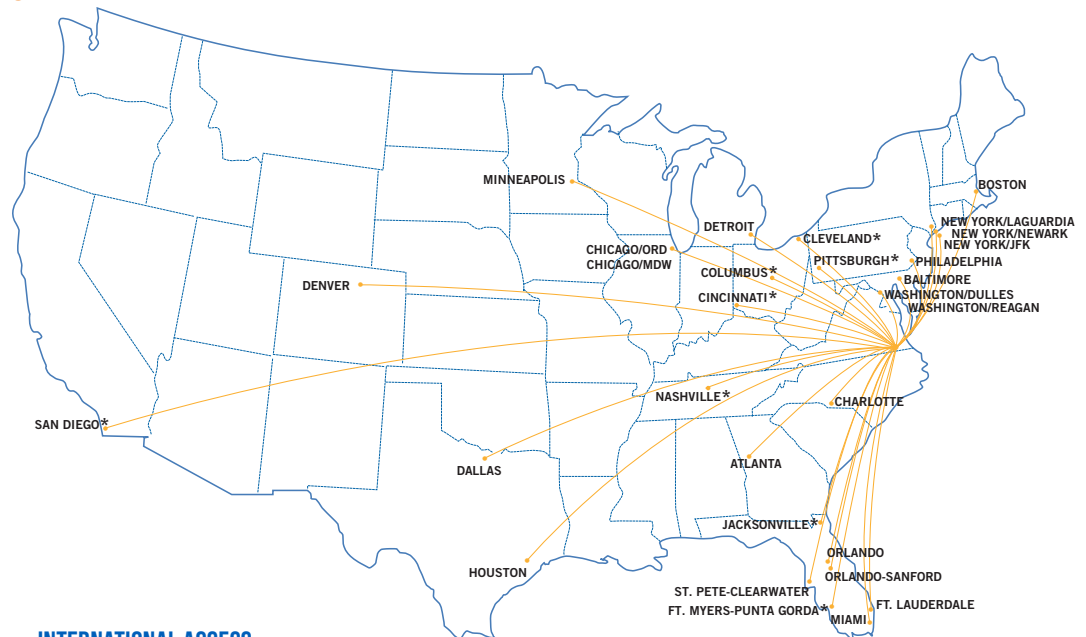 MINNEAPOLIS
BOSTON
DETROIT
NEW YORK/LAGUARDIA
NEW YORK/NEWARK
NEW YORK/JFK
CLEVELAND*
CHICAGO/ORD
CHICAGO/MDW
PITTSBURGH*
PHILADELPHIA
COLUMBUS*
BALTIMORE
DENVER
CINCINNATI*
WASHINGTON/DULLES
WASHINGTON/REAGAN
NASHVILLE*
CHARLOTTE
SAN DIEGO*
DALLAS
ATLANTA
JACKSONVILLE*
ORLANDO
HOUSTON
ORLANDO-SANFORD
ST. PETE-CLEARWATER
FT. MYERS-PUNTA GORDA*
FT. LAUDERDALE
MIAMI
INTERNATIONAL ACCESS